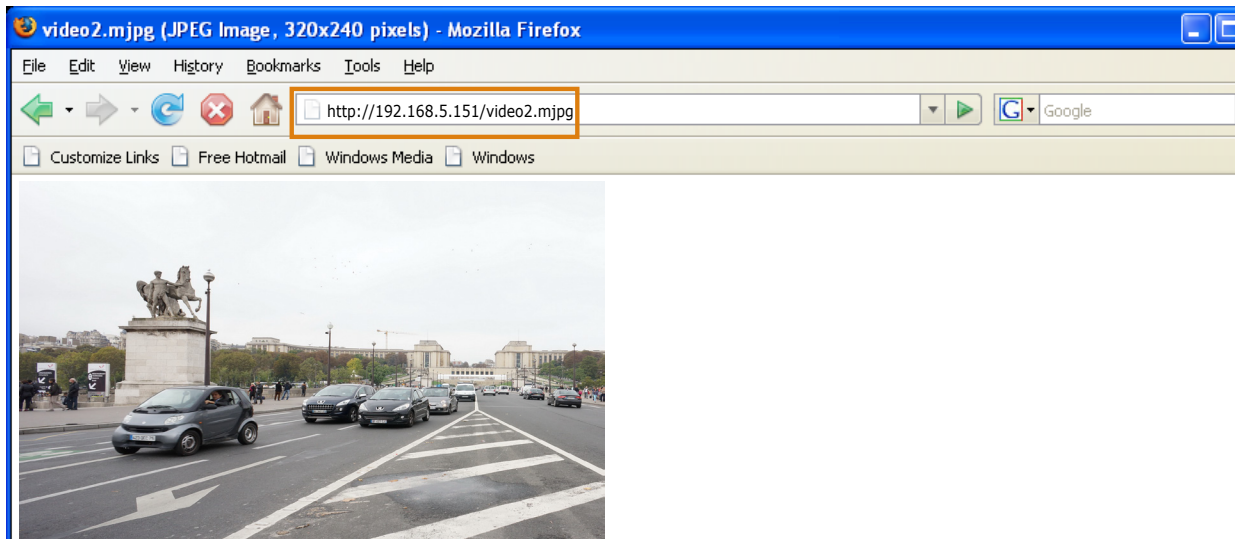 video2.mjpg (JPEG Image, 320x240 pixels) - Mozilla Firefox
File Edit View History Bookmarks Tools Help
http://192.168.5.151/video2.mjpg G Google
Customize Links Free Hotmail Windows Media Windows